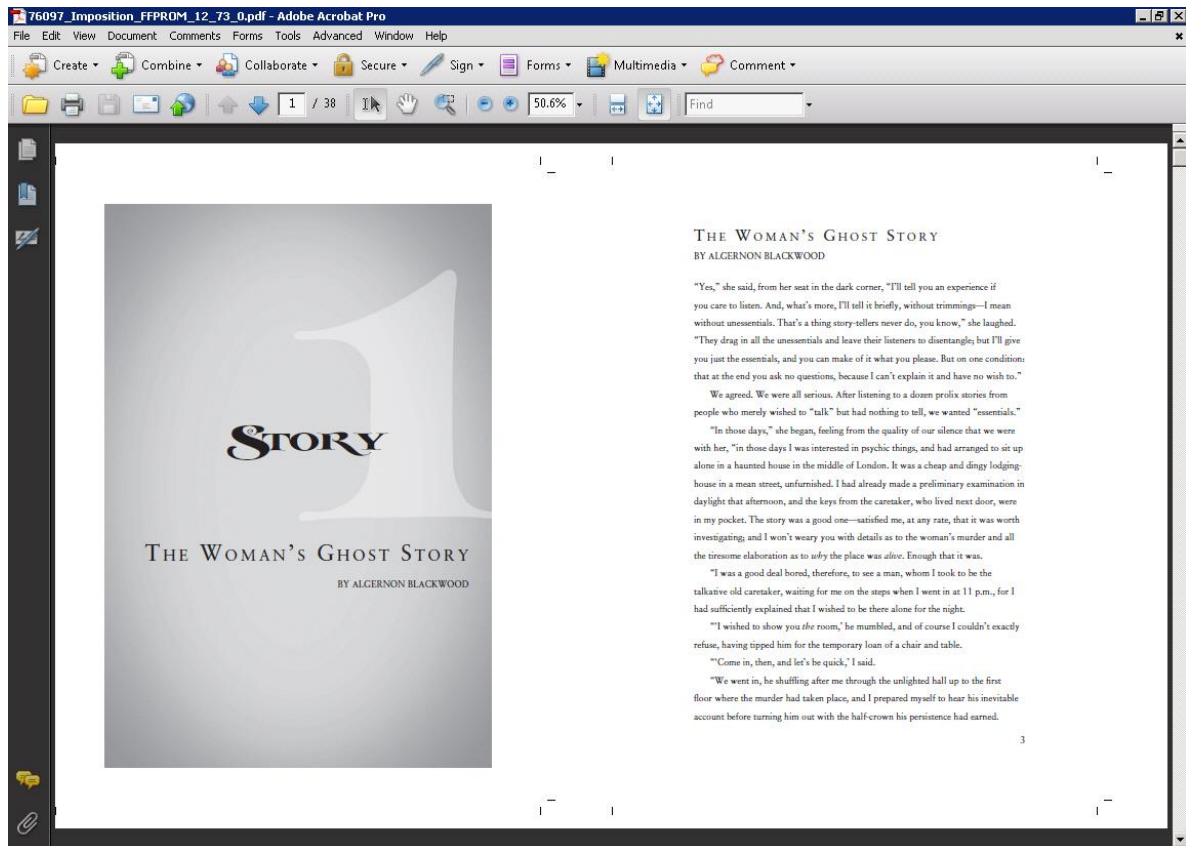 76097_Imposition_FFPROM_12_73_0.pdf - Adobe Acrobat Pro
File Edit View Document Comments Forms Tools Advanced Window Help
Create Combine Collaborate Secure Sign Forms Multimedia Comment
1 / 38 50.6% Find
1
STORY
THE WOMAN'S GHOST STORY
BY ALGERNON BLACKWOOD
THE WOMAN'S GHOST STORY
BY ALGERNON BLACKWOOD
“Yes,” she said, from her seat in the dark corner, “I’ll tell you an experience if
you care to listen. And, what’s more, I’ll tell it briefly, without trimmings—I mean
without unessentials. That’s a thing story-tellers never do, you know,” she laughed.
“They drag in all the unessentials and leave their listeners to disentangle; but I’ll give
you just the essentials, and you can make of it what you please. But on one condition:
that at the end you ask no questions, because I can’t explain it and have no wish to.”
We agreed. We were all serious. After listening to a dozen prolix stories from
people who merely wished to “talk” but had nothing to tell, we wanted “essentials.”
“In those days,” she began, feeling from the quality of our silence that we were
with her, “in those days I was interested in psychic things, and had arranged to sit up
alone in a haunted house in the middle of London. It was a cheap and dingy lodging-
house in a mean street, unfurnished. I had already made a preliminary examination in
daylight that afternoon, and the keys from the caretaker, who lived next door, were
in my pocket. The story was a good one—satisfied me, at any rate, that it was worth
investigating; and I won’t weary you with details as to the woman’s murder and all
the tiresome elaboration as to why the place was alive. Enough that it was.
“I was a good deal bored, therefore, to see a man, whom I took to be the
talkative old caretaker, waiting for me on the steps when I went in at 11 p.m., for I
had sufficiently explained that I wished to be there alone for the night.
“‘I wished to show you the room,’ he mumbled, and of course I couldn’t exactly
refuse, having tipped him for the temporary loan of a chair and table.
“‘Come in, then, and let’s be quick,’ I said.
“We went in, he shuffling after me through the unlighted hall up to the first
floor where the murder had taken place, and I prepared myself to hear his inevitable
account before turning him out with the half-crown his persistence had earned.
3